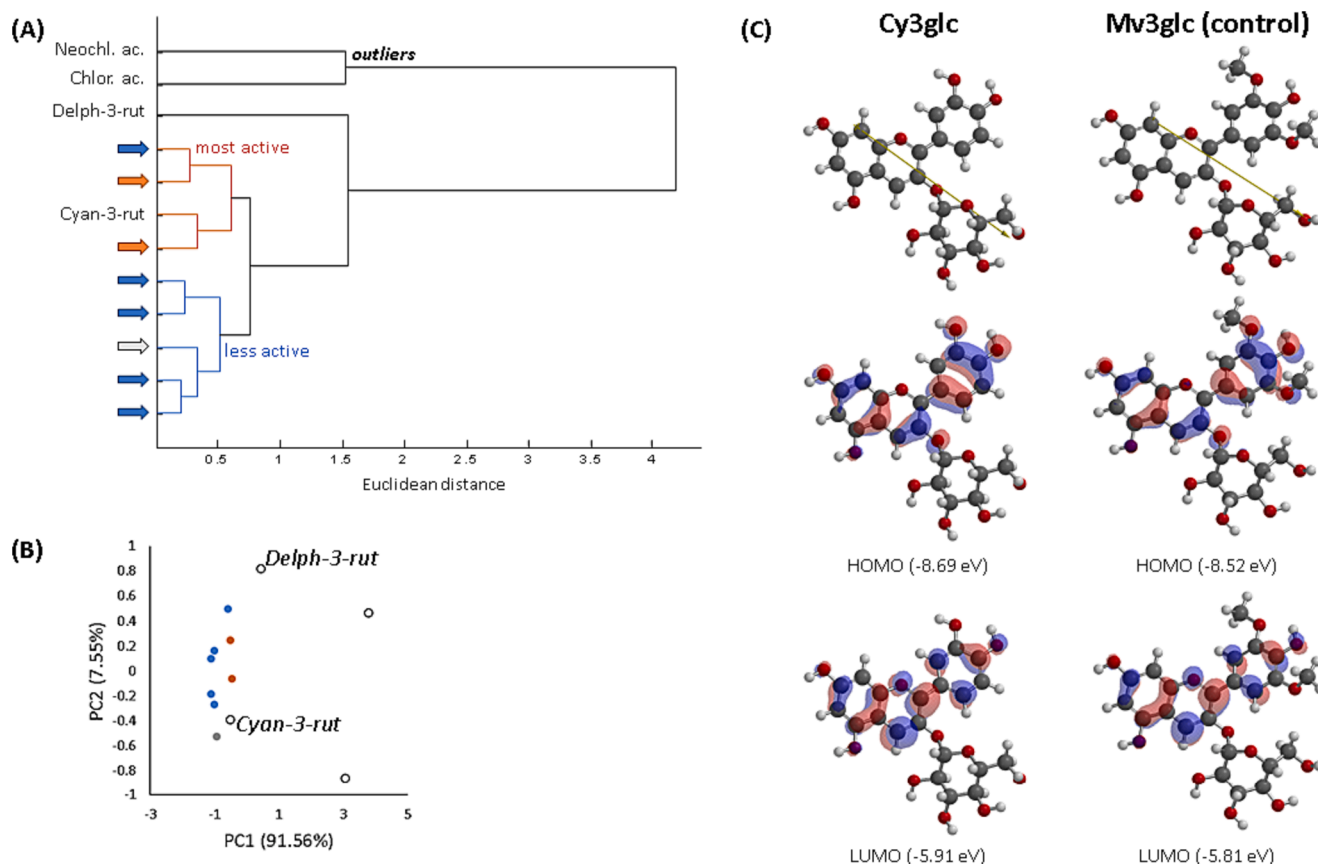 (A)
Neochl. ac.
outliers
Chlor. ac.
Delph-3-rut
most active
Cyan-3-rut
less active
0.5 1 1.5 2 2.5 3 3.5 4
Euclidean distance
(B)
1
0.8
0.6
0.4
0.2
0
-0.2
-0.4
-0.6
-0.8
-1
PC2 (7.55%)
Delph-3-rut
Cyan-3-rut
-3 -1 1 3 5
PC1 (91.56%)
(C)
Cy3glc Mv3glc (control)
HOMO (-8.69 eV) HOMO (-8.52 eV)
LUMO (-5.91 eV) LUMO (-5.81 eV)